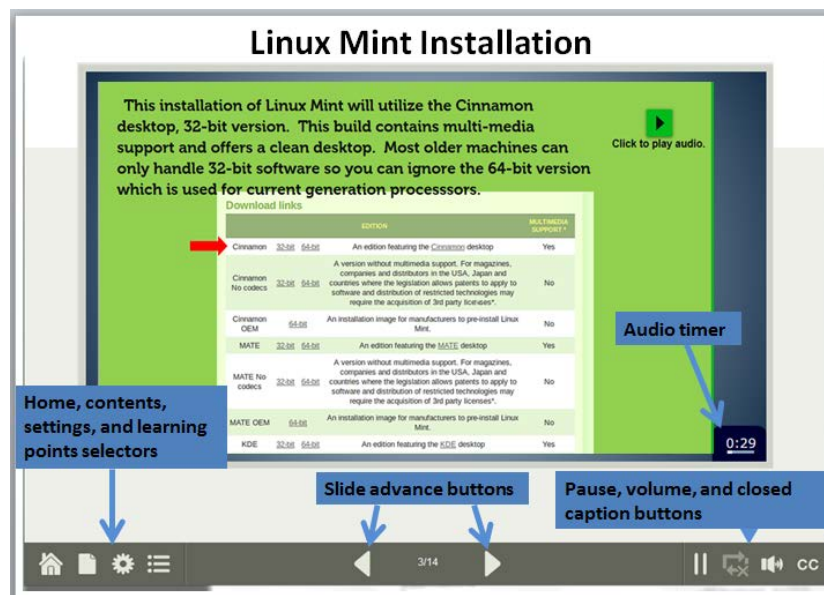 Linux Mint Installation
This installation of Linux Mint will utilize the Cinnamon
desktop, 32-bit version. This build contains multi-media
support and offers a clean desktop. Most older machines can
only handle 32-bit software so you can ignore the 64-bit version
which is used for current generation processsors.
Click to play audio.
Download links
EDITION
MULTIMEDIA
SUPPORT *
Cinnamon 32-bit 64-bit An edition featuring the Cinnamon desktop Yes
A version without multimedia support. For magazines,
companies and distributors in the USA, Japan and
Cinnamon
No codecs
32-bit 64-bit countries where the legislation allows patents to apply to No
software and distribution of restricted technologies may
require the acquisition of 3rd party licenses*.
Cinnamon
OEM
64-bit An installation image for manufacturers to pre-install Linux No
Mint.
MATE 32-bit 64-bit An edition featuring the MATE desktop Yes
A version without multimedia support. For magazines,
companies and distributors in the USA, Japan and
MATE No
codecs
32-bit 64-bit countries where the legislation allows patents to apply to No
software and distribution of restricted technologies may
require the acquisition of 3rd party licenses*.
MATE OEM 64-bit An installation image for manufacturers to pre-install Linux No
Mint.
KDE 32-bit 64-bit An edition featuring the KDE desktop Yes
Audio timer
0:29
Home, contents,
settings, and learning
points selectors
Slide advance buttons
Pause, volume, and closed
caption buttons
3/14
CC